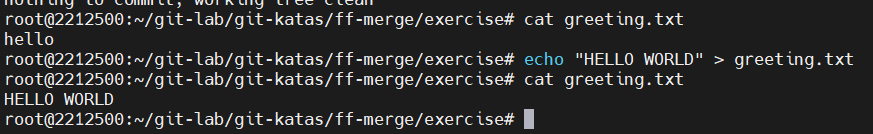 nothing to commit, working tree clean
root@2212500:~/git-lab/git-katas/ff-merge/exercise# cat greeting.txt
hello
root@2212500:~/git-lab/git-katas/ff-merge/exercise# echo "HELLO WORLD" > greeting.txt
root@2212500:~/git-lab/git-katas/ff-merge/exercise# cat greeting.txt
HELLO WORLD
root@2212500:~/git-lab/git-katas/ff-merge/exercise#